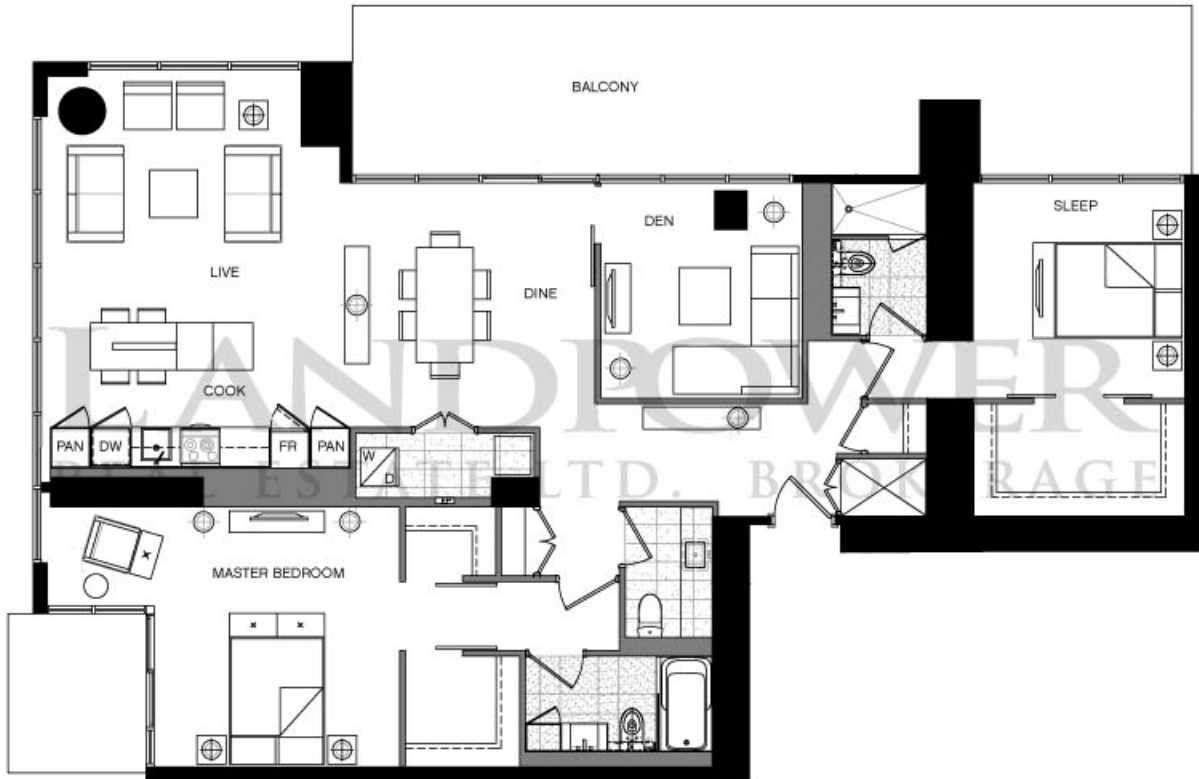 BALCONY
DEN
SLEEP
LIVE
DINE
LANDPOWER
COOK
PAN DW FR PAN
W
REAL ESTATE LTD. BROKERAGE
MASTER BEDROOM